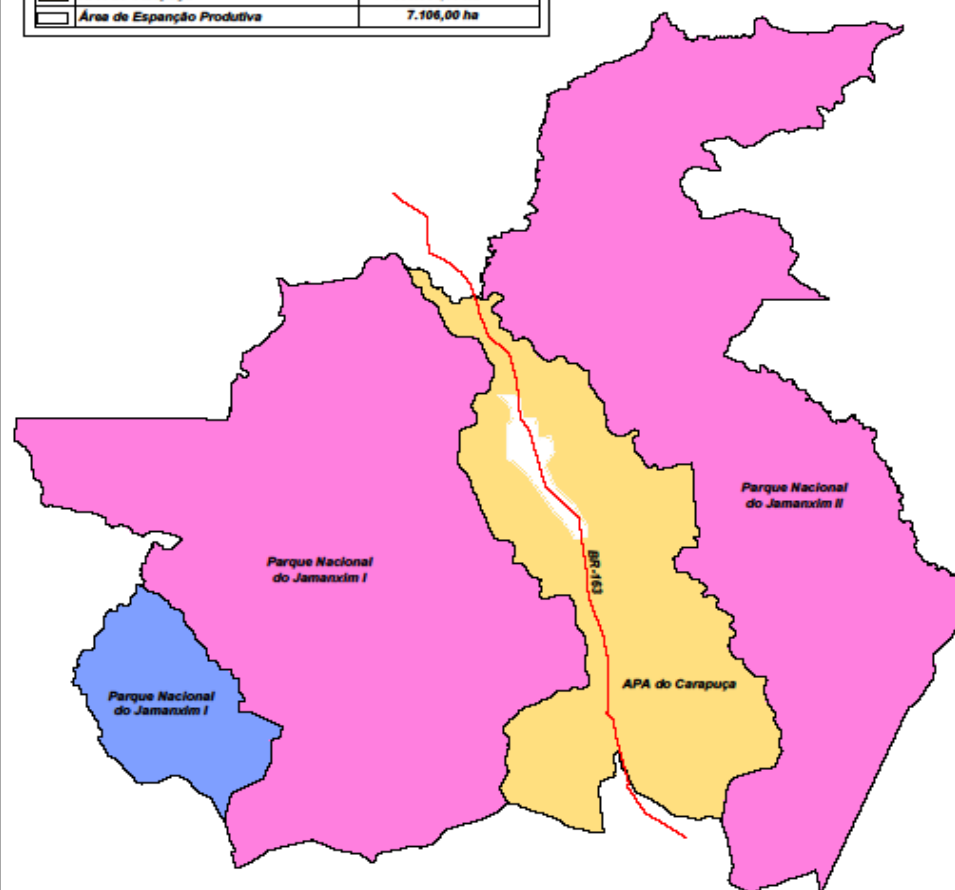 Área de Espanção Produtiva 7.106,00 ha
Parque Nacional
do Jamanxim II
BR-163
Parque Nacional
do Jamanxim I
APA do Carapuça
Parque Nacional
do Jamanxim I